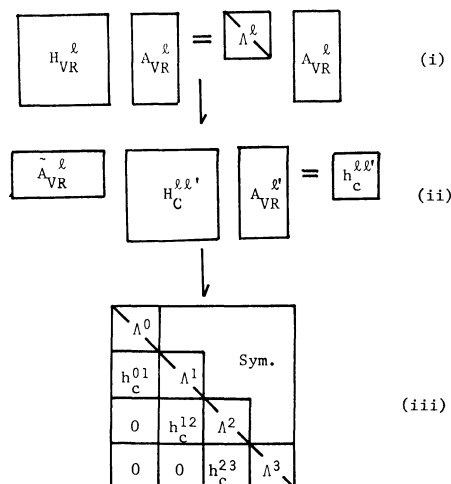 H_VR^ℓ A_VR^ℓ = Λ^ℓ A_VR^ℓ (i)
Ã_VR^ℓ H_C^ℓℓ' A_VR^ℓ' = h_c^ℓℓ' (ii)
Λ^0 Sym.
h_c^01 Λ^1
(iii)
0 h_c^12 Λ^2
0 0 h_c^23 Λ^3